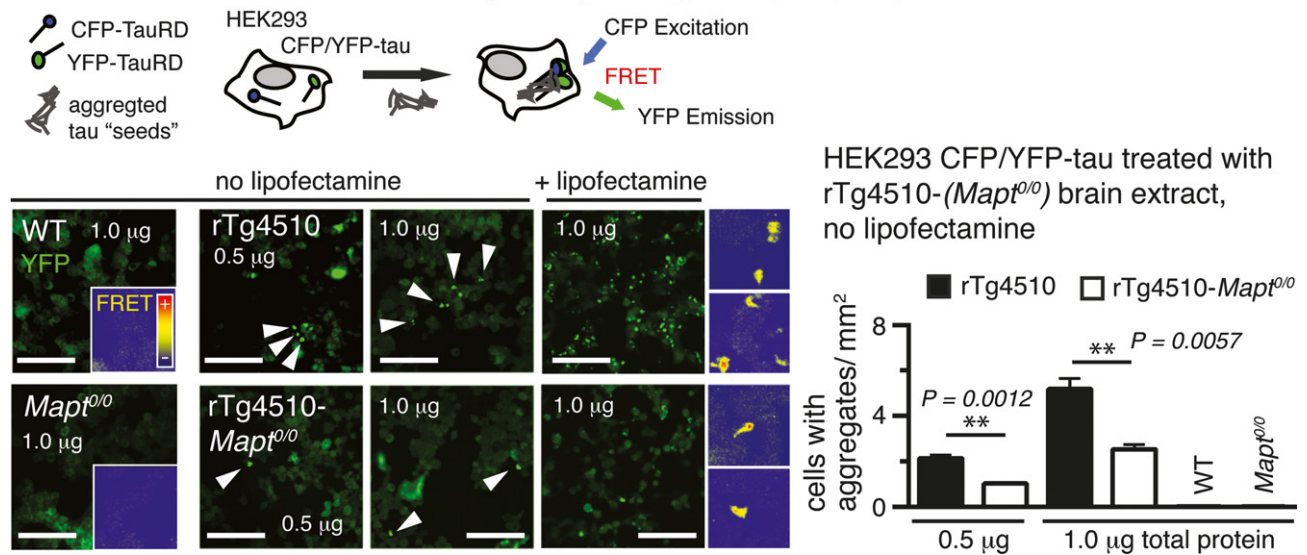 CFP-TauRD
YFP-TauRD
aggregted
tau “seeds”
HEK293
CFP/YFP-tau
CFP Excitation
FRET
YFP Emission
no lipofectamine
+ lipofectamine
WT
YFP
1.0 µg
FRET
+
–
rTg4510
0.5 µg
1.0 µg
1.0 µg
Mapt0/0
1.0 µg
rTg4510-
Mapt0/0
0.5 µg
1.0 µg
1.0 µg
HEK293 CFP/YFP-tau treated with
rTg4510-(Mapt0/0) brain extract,
no lipofectamine
rTg4510
rTg4510-Mapt0/0
cells with
aggregates/ mm2
8
4
0
P = 0.0012
**
** P = 0.0057
WT
Mapt0/0
0.5 µg
1.0 µg total protein